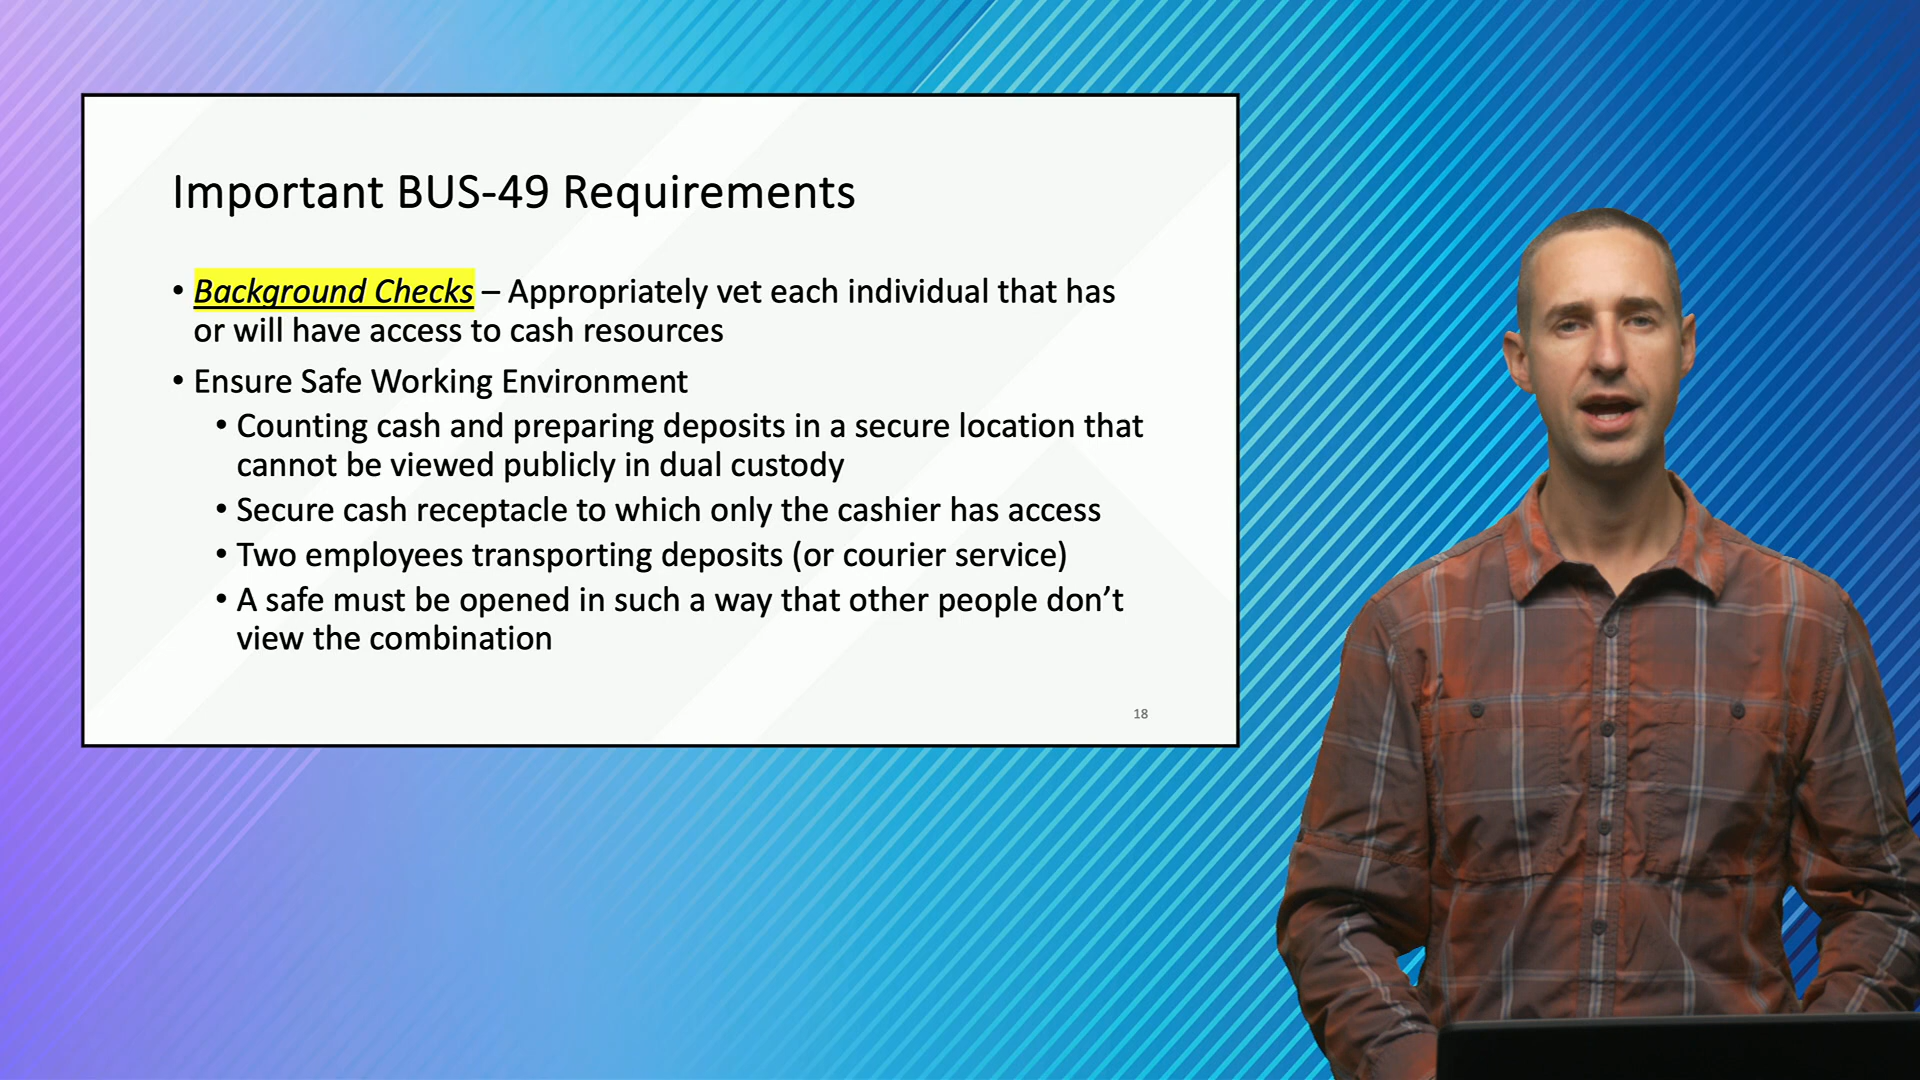 Important BUS-49 Requirements
• Background Checks – Appropriately vet each individual that has
or will have access to cash resources
• Ensure Safe Working Environment
• Counting cash and preparing deposits in a secure location that
cannot be viewed publicly in dual custody
• Secure cash receptacle to which only the cashier has access
• Two employees transporting deposits (or courier service)
• A safe must be opened in such a way that other people don’t
view the combination
18